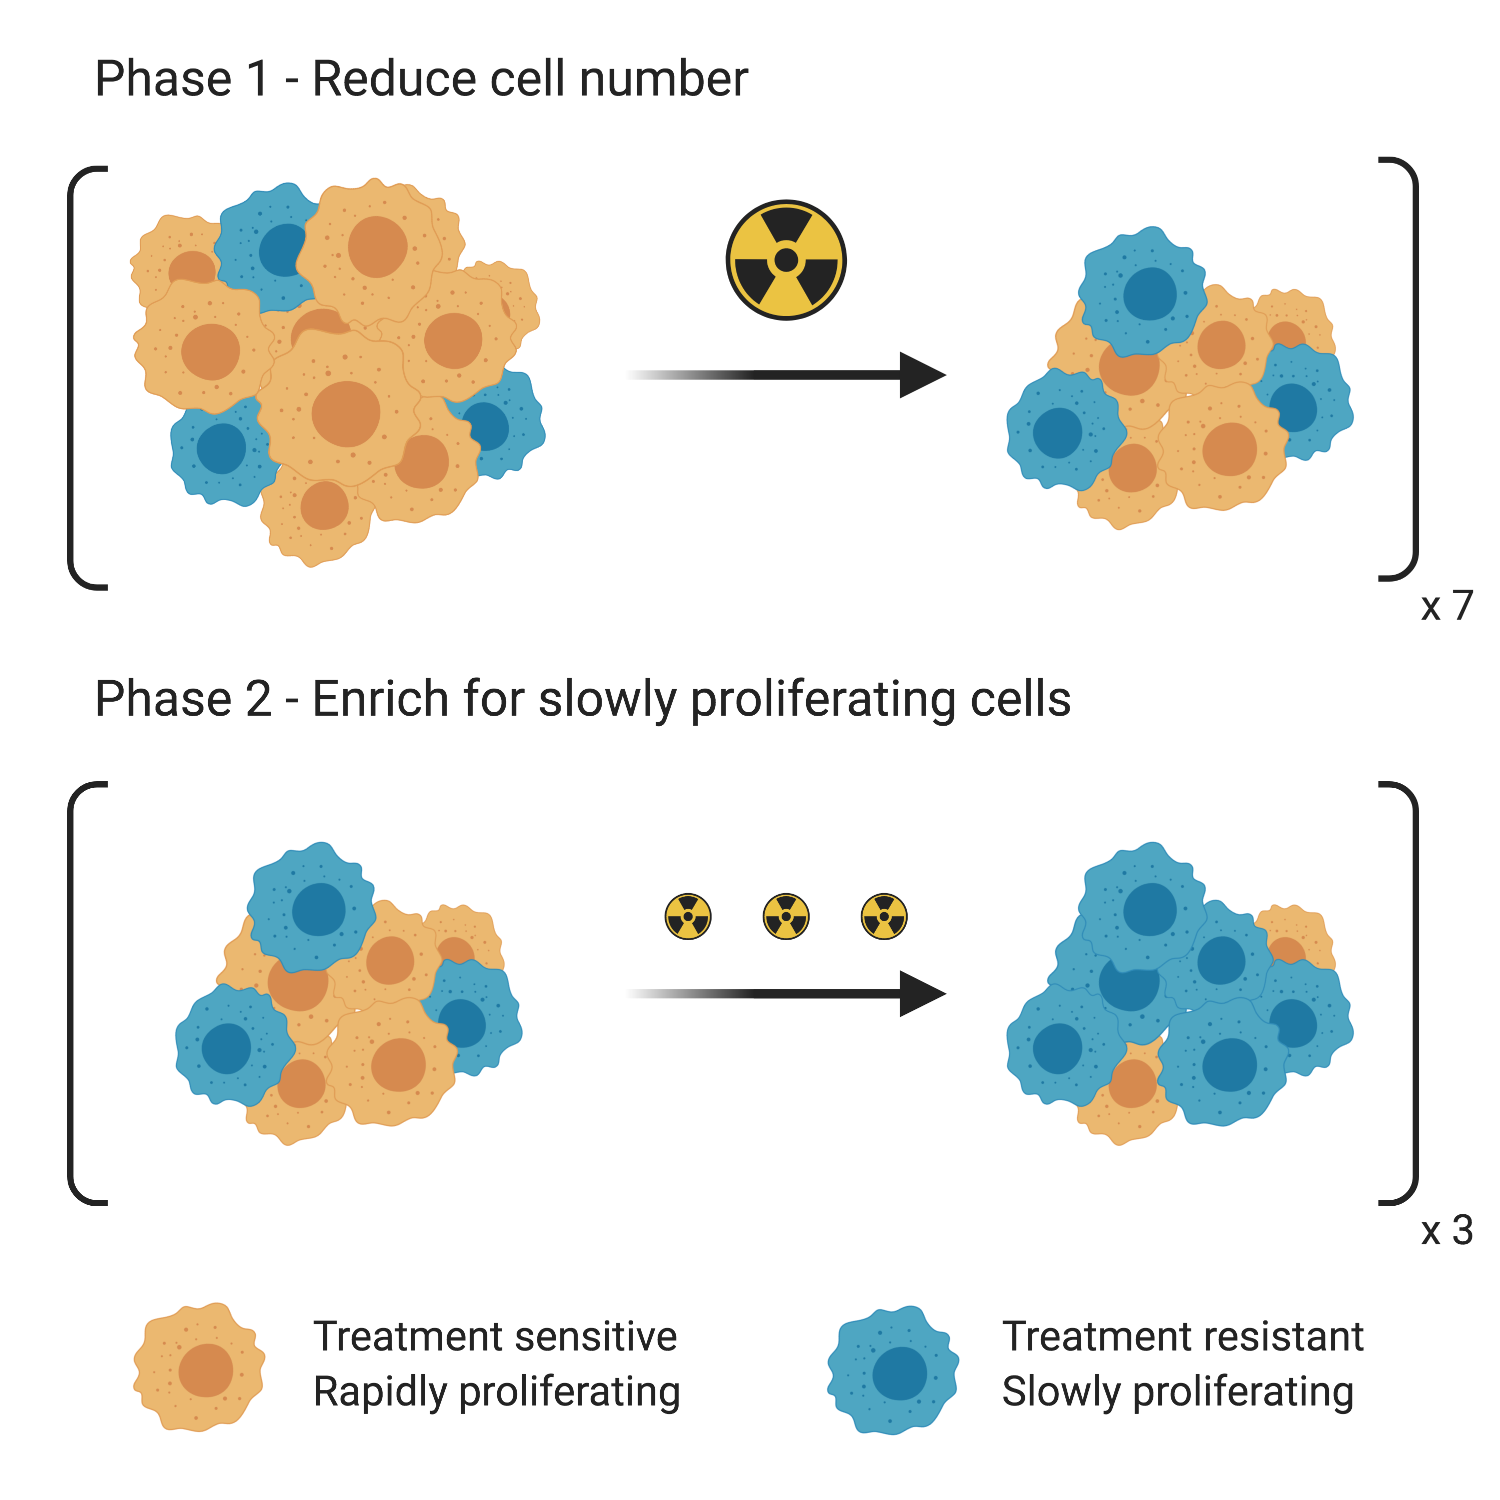 Phase 1 - Reduce cell number
x 7
Phase 2 - Enrich for slowly proliferating cells
x 3
Treatment sensitive
Rapidly proliferating
Treatment resistant
Slowly proliferating